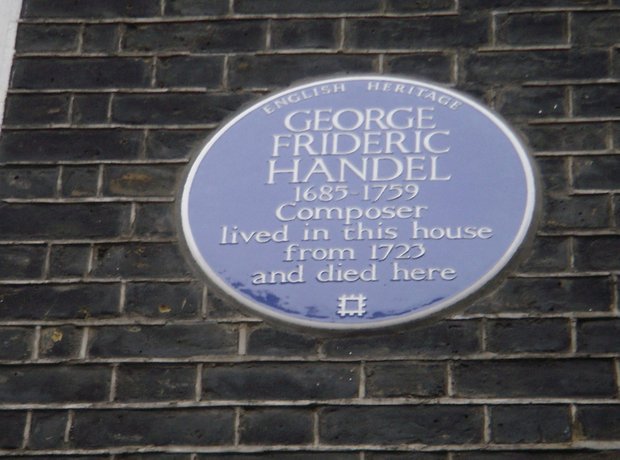 ENGLISH HERITAGE
GEORGE
FRIDERIC
HANDEL
1685-1759
Composer
lived in this house
from 1723
and died here